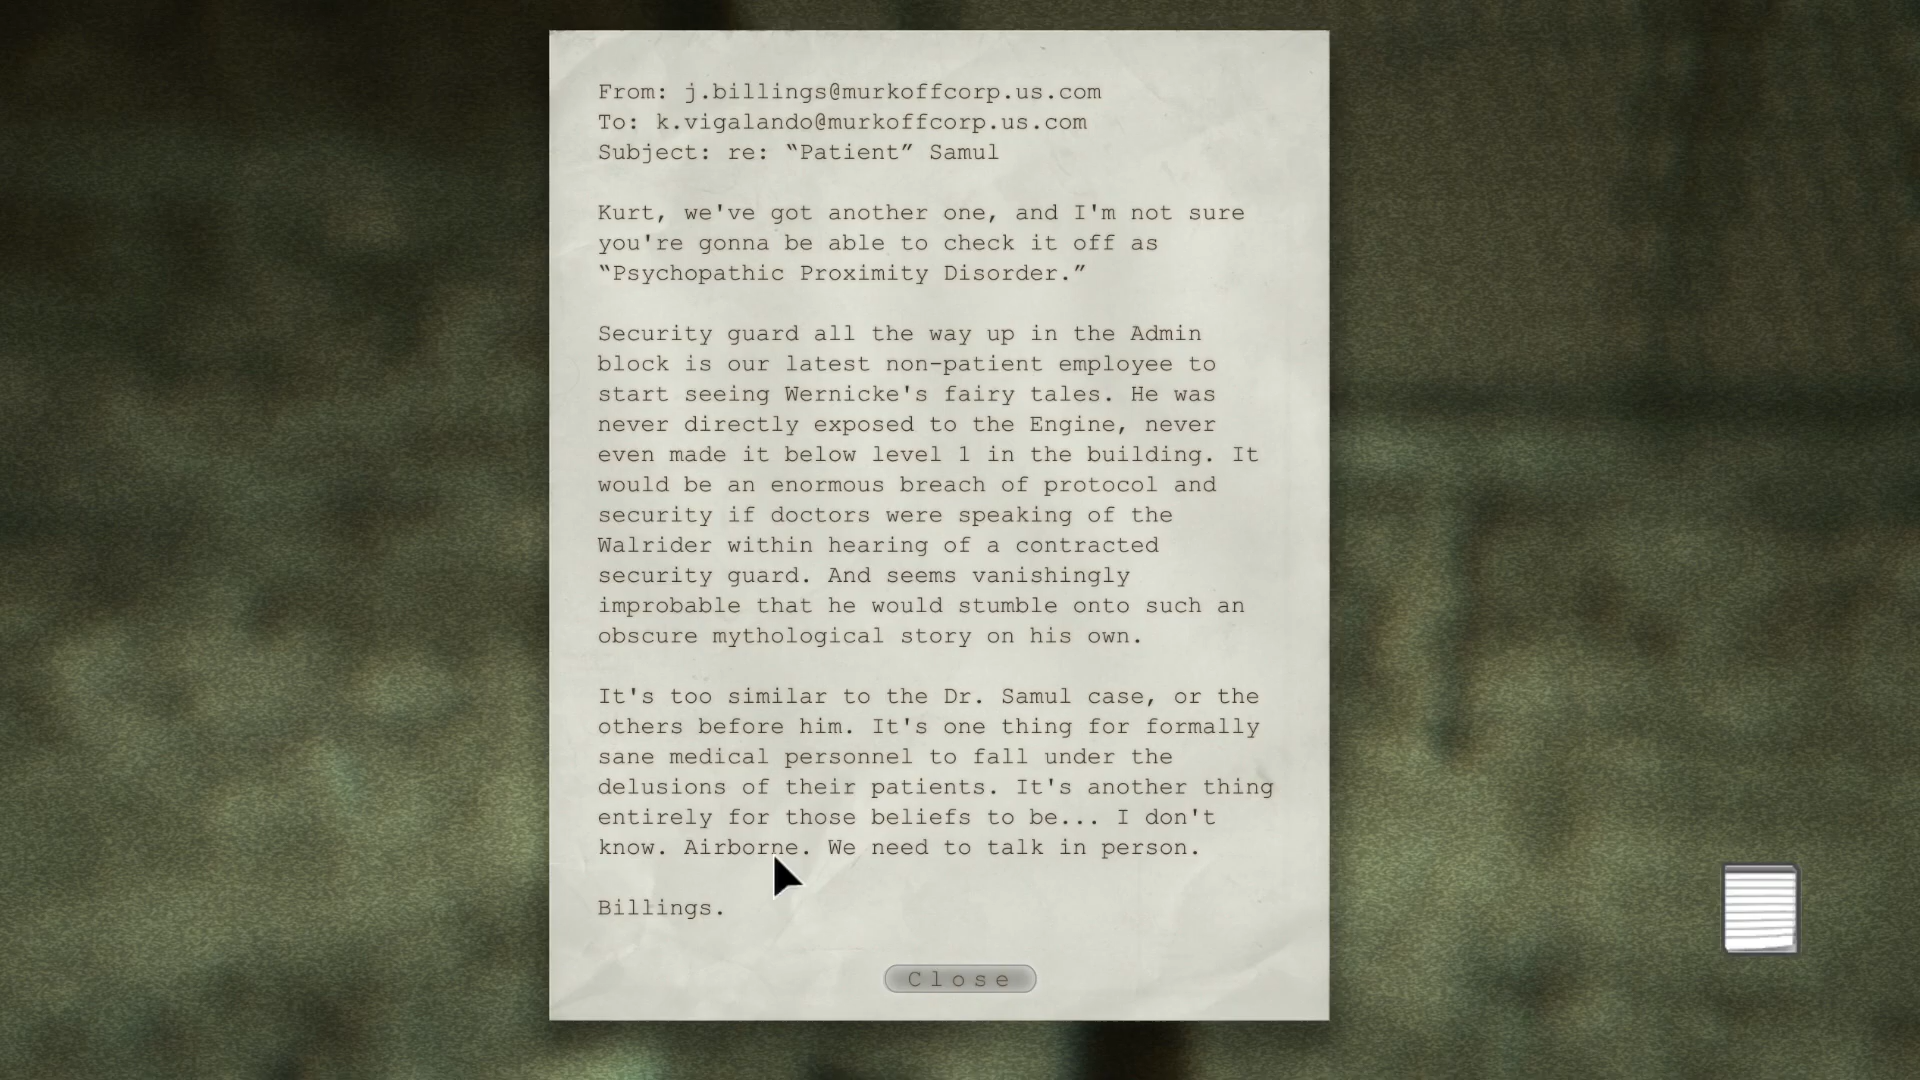 From: j.billings@murkoffcorp.us.com
To: k.vigalando@murkoffcorp.us.com
Subject: re: “Patient” Samul
Kurt, we've got another one, and I'm not sure
you're gonna be able to check it off as
“Psychopathic Proximity Disorder.”
Security guard all the way up in the Admin
block is our latest non-patient employee to
start seeing Wernicke's fairy tales. He was
never directly exposed to the Engine, never
even made it below level 1 in the building. It
would be an enormous breach of protocol and
security if doctors were speaking of the
Walrider within hearing of a contracted
security guard. And seems vanishingly
improbable that he would stumble onto such an
obscure mythological story on his own.
It's too similar to the Dr. Samul case, or the
others before him. It's one thing for formally
sane medical personnel to fall under the
delusions of their patients. It's another thing
entirely for those beliefs to be... I don't
know. Airborne. We need to talk in person.
Billings.
Close